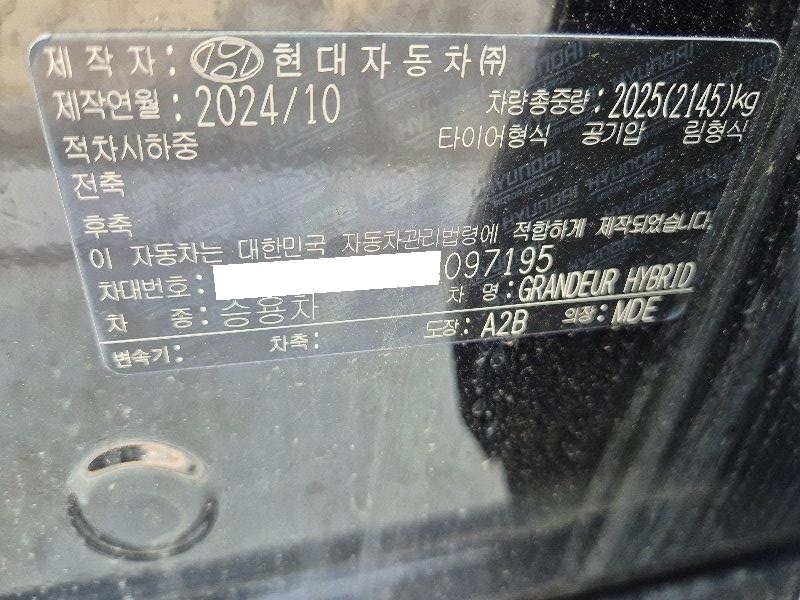 제 작 자 : 현대자동차㈜
제작연월 : 2024/10 차량총중량 : 2025(2145)kg
적차시하중 타이어형식 공기압 림형식
전축
후축
이 자동차는 대한민국 자동차관리법령에 적합하게 제작되었습니다.
차대번호 : 097195
차 명 : GRANDEUR HYBRID
차 종 : 승용차
변속기 : 차축 : 도장 : A2B 의장 : MDE